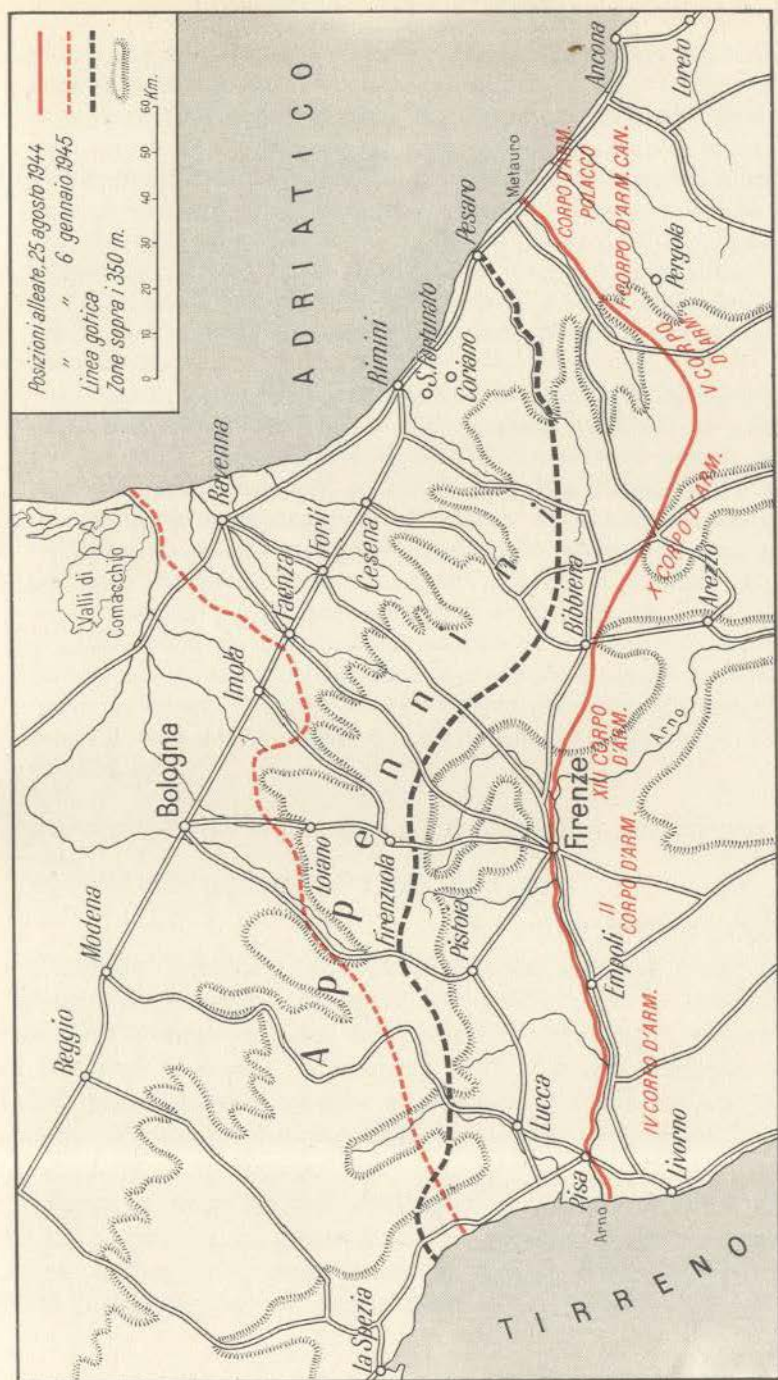 Posizioni alleate, 25 agosto 1944
" " 6 gennaio 1945
Linea gotica
Zone sopra i 350 m.
0 10 20 30 40 50 60 Km.
ADRIATICO
Valli di
Comacchio
Reggio
Modena
Bologna
Imola
Faenza
Forlì
Ravenna
Cesena
Rimini
S. Fortunato
Coriano
Pesaro
Metauro
Ancona
Loreto
Appennini
Loiano
Firenzuola
Pistoia
Bibbiena
Pergola
La Spezia
Lucca
Pisa
Arno
Livorno
Empoli
Firenze
Arno
Arezzo
TIRRENO
IV CORPO D'ARM.
II
CORPO D'ARM.
XIII CORPO
D'ARM.
X CORPO D'ARM.
V CORPO
D'ARM.
I CORPO D'ARM. CAN.
CORPO D'ARM.
POLACCO